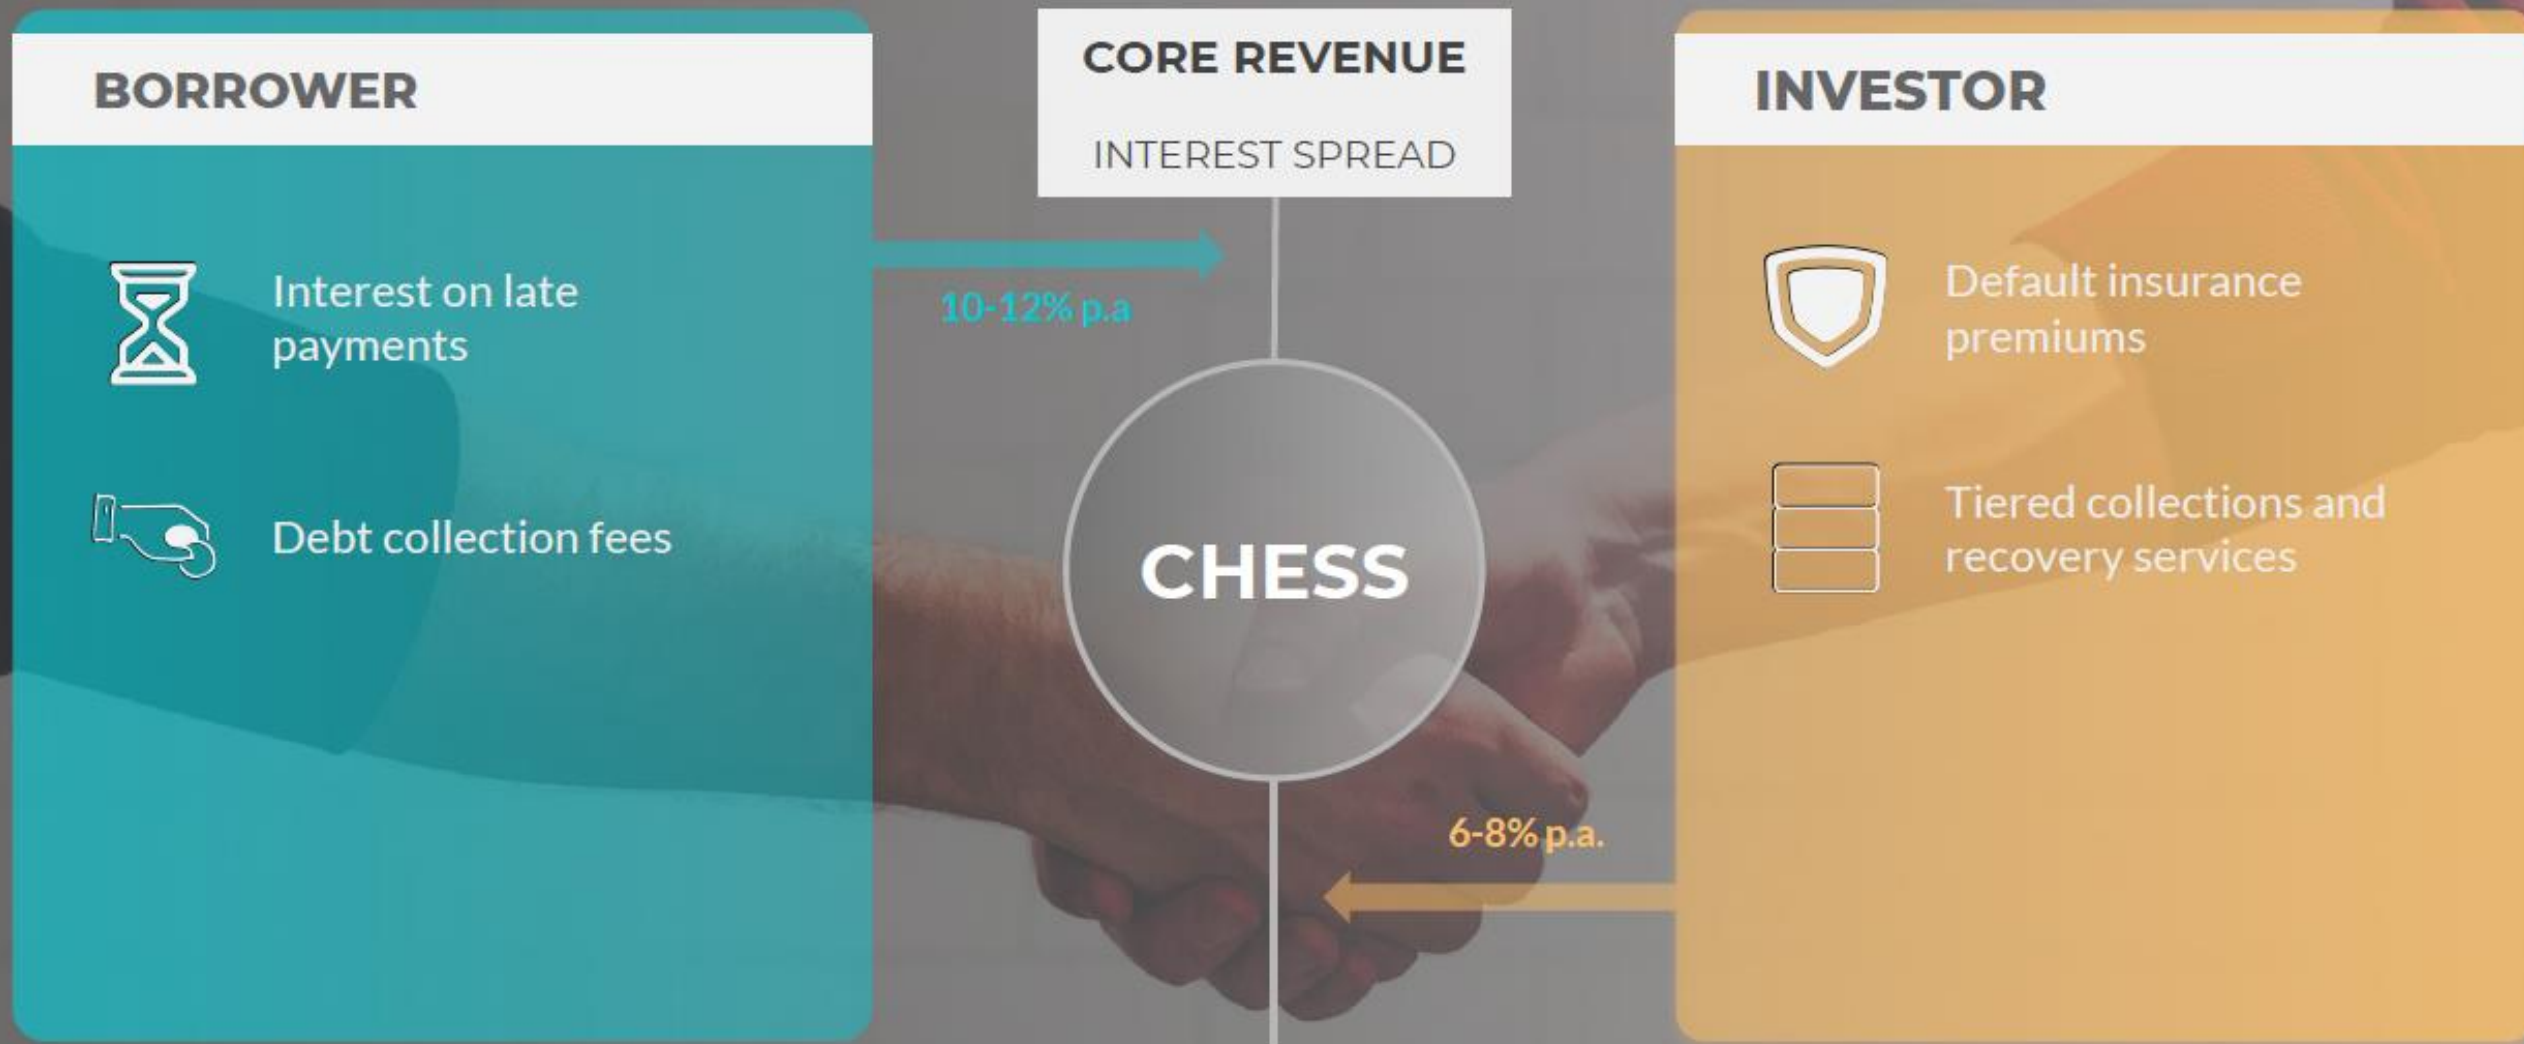 BORROWER
Interest on late
payments
Debt collection fees
CORE REVENUE
INTEREST SPREAD
10-12% p.a
CHESS
6-8% p.a.
INVESTOR
Default insurance
premiums
Tiered collections and
recovery services